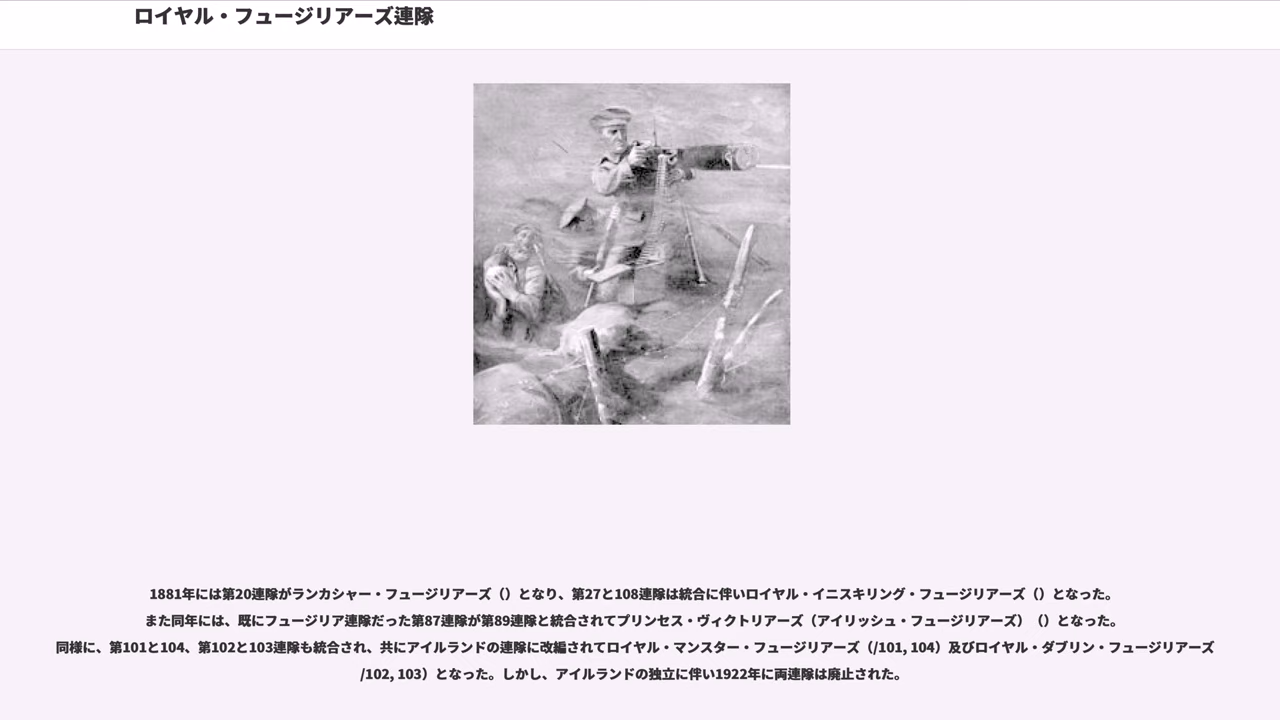 ロイヤル・フュージリアーズ連隊
1881年には第20連隊がランカシャー・フュージリアーズ（）となり、第27と108連隊は統合に伴いロイヤル・イニスキリング・フュージリアーズ（）となった。
また同年には、既にフュージリア連隊だった第87連隊が第89連隊と統合されてプリンセス・ヴィクトリアーズ（アイリッシュ・フュージリアーズ）（）となった。
同様に、第101と104、第102と103連隊も統合され、共にアイルランドの連隊に改編されてロイヤル・マンスター・フュージリアーズ（/101, 104）及びロイヤル・ダブリン・フュージリアーズ
/102, 103）となった。しかし、アイルランドの独立に伴い1922年に両連隊は廃止された。